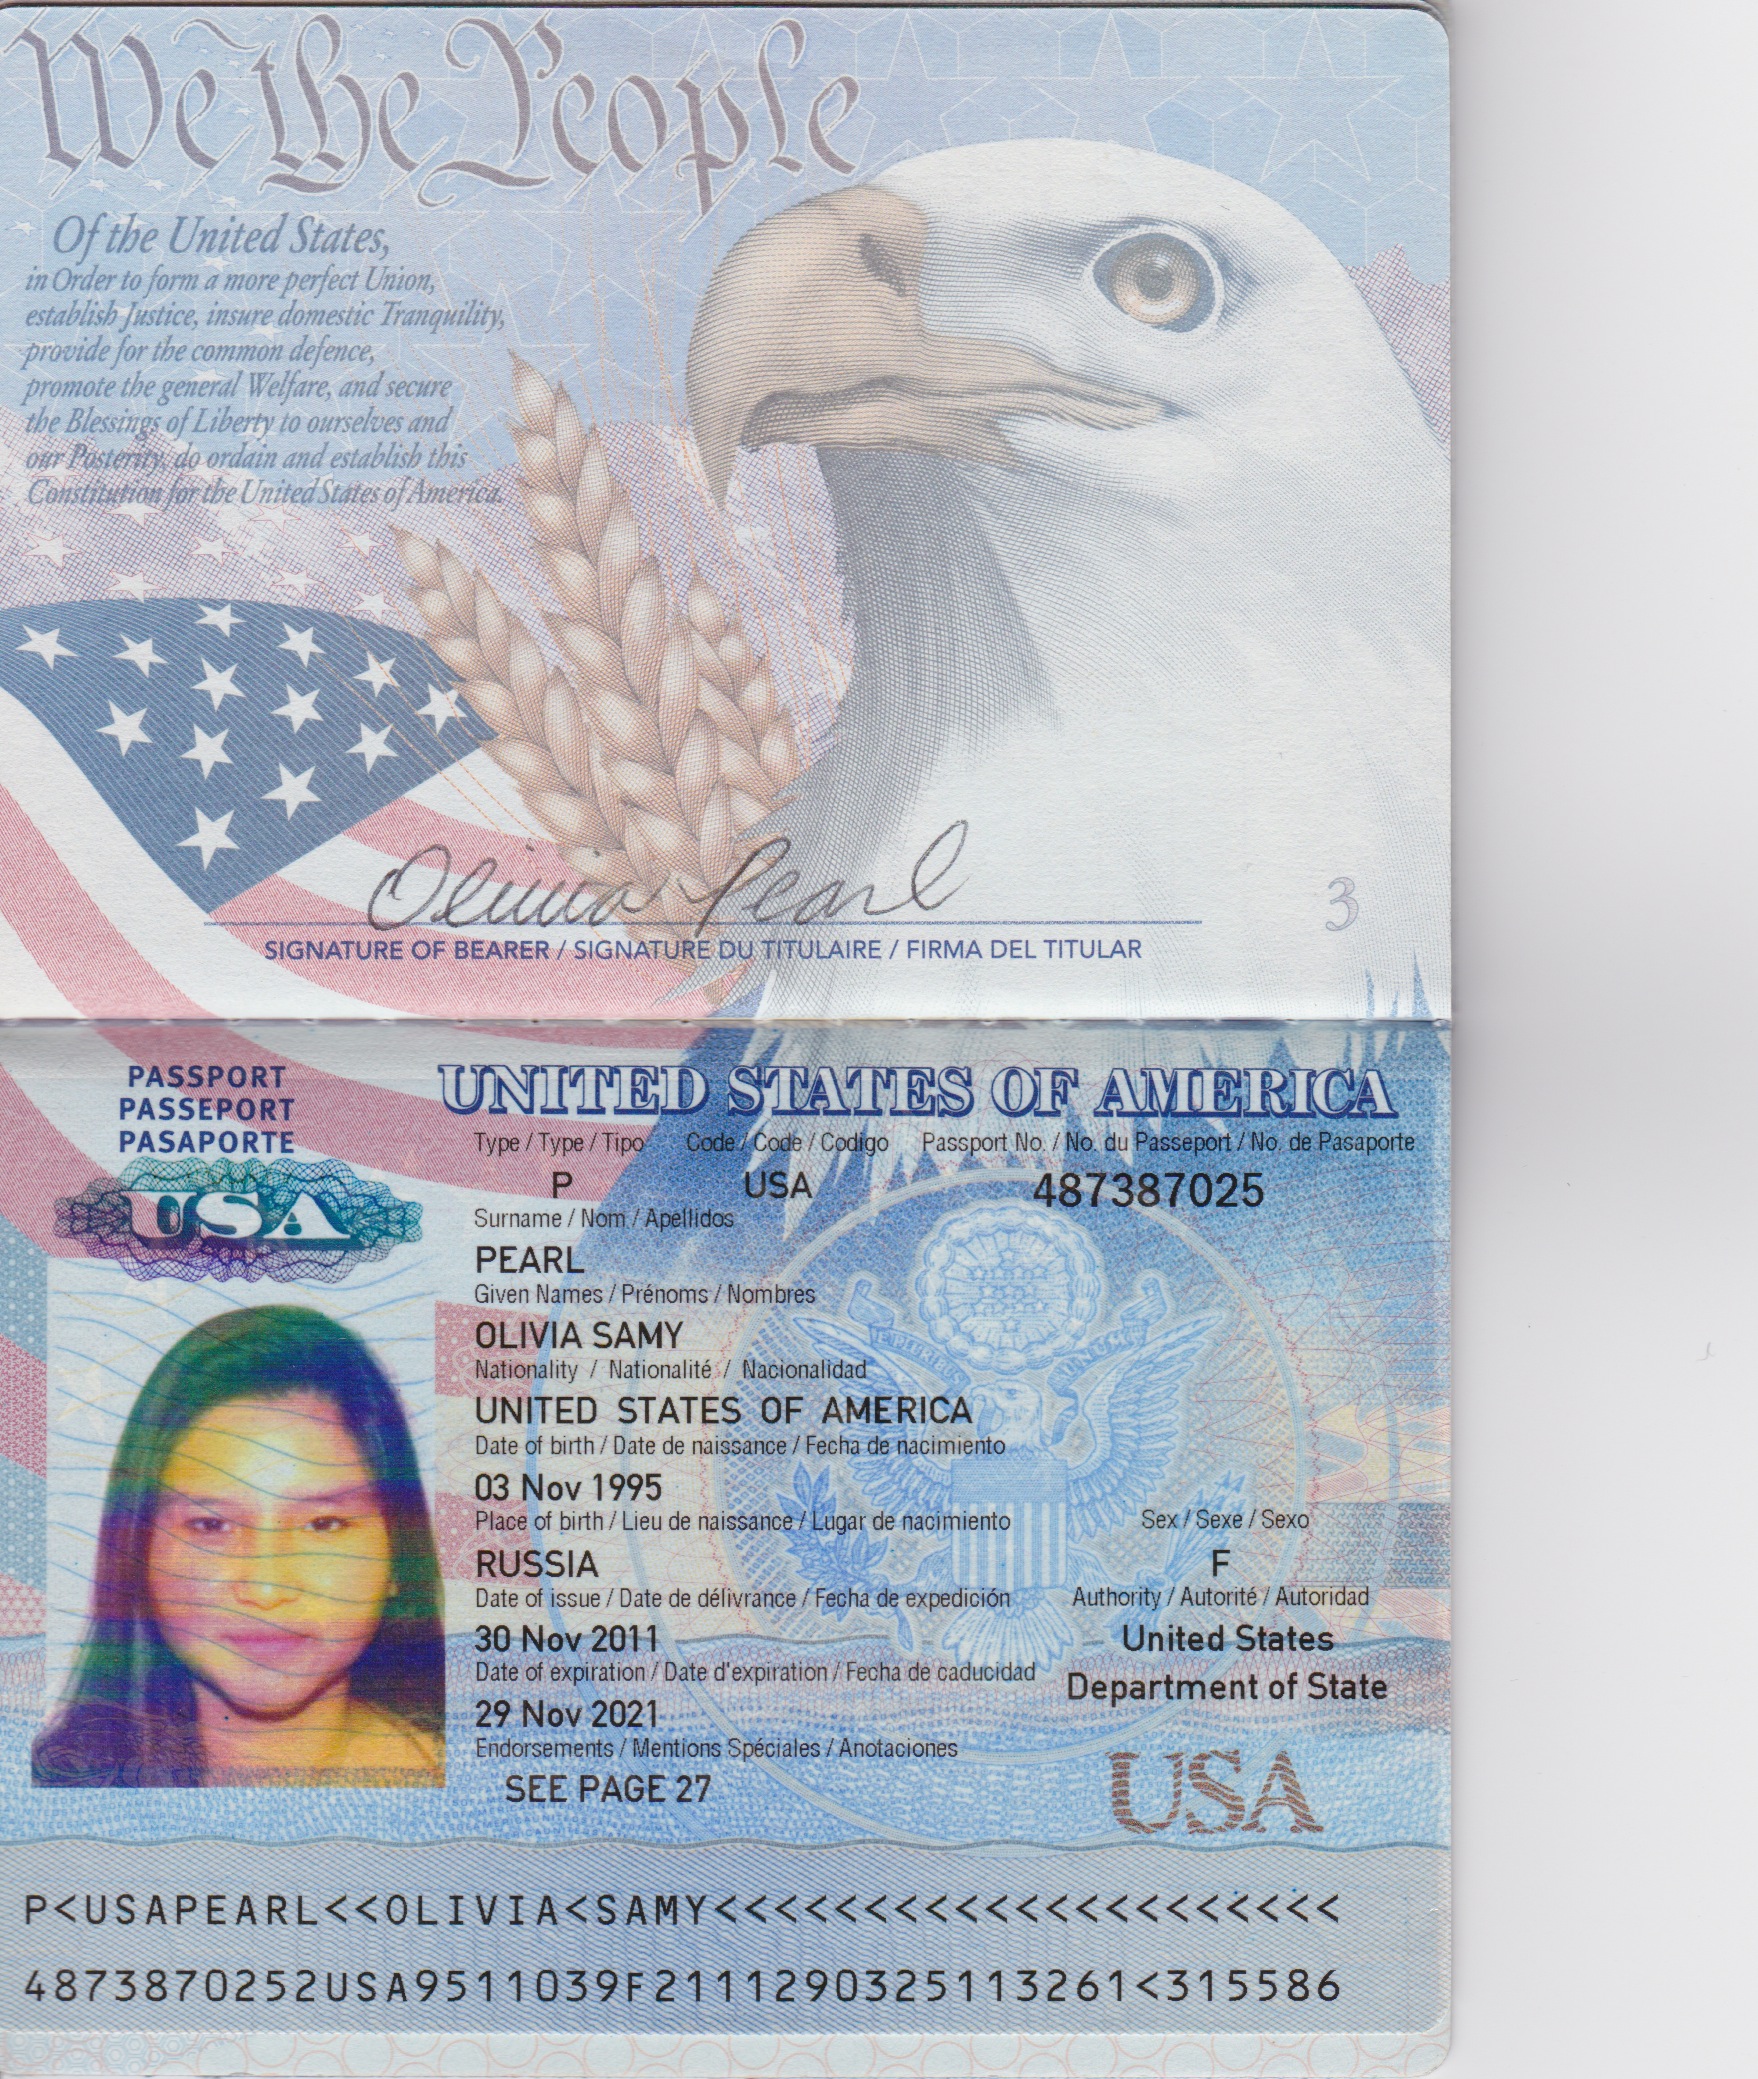 We the People
Of the United States,
in Order to form a more perfect Union,
establish Justice, insure domestic Tranquility,
provide for the common defence,
promote the general Welfare, and secure
the Blessings of Liberty to ourselves and
our Posterity, do ordain and establish this
Constitution for the United States of America.
Olivia Pearl
3
SIGNATURE OF BEARER / SIGNATURE DU TITULAIRE / FIRMA DEL TITULAR
PASSPORT
PASSEPORT
PASAPORTE
USA
UNITED STATES OF AMERICA
Type / Type / Tipo Code / Code / Codigo Passport No. / No. du Passeport / No. de Pasaporte
P USA 487387025
Surname / Nom / Apellidos
PEARL
Given Names / Prénoms / Nombres
OLIVIA SAMY
Nationality / Nationalité / Nacionalidad
UNITED STATES OF AMERICA
Date of birth / Date de naissance / Fecha de nacimiento
03 Nov 1995
Place of birth / Lieu de naissance / Lugar de nacimiento Sex / Sexe / Sexo
RUSSIA F
Date of issue / Date de délivrance / Fecha de expedición Authority / Autorité / Autoridad
30 Nov 2011 United States
Date of expiration / Date d'expiration / Fecha de caducidad Department of State
29 Nov 2021
Endorsements / Mentions Spéciales / Anotaciones
SEE PAGE 27
USA
P<USAPEARL<<OLIVIA<SAMY<<<<<<<<<<<<<<<<<<<<<
4873870252USA9511039F2111290325113261<315586